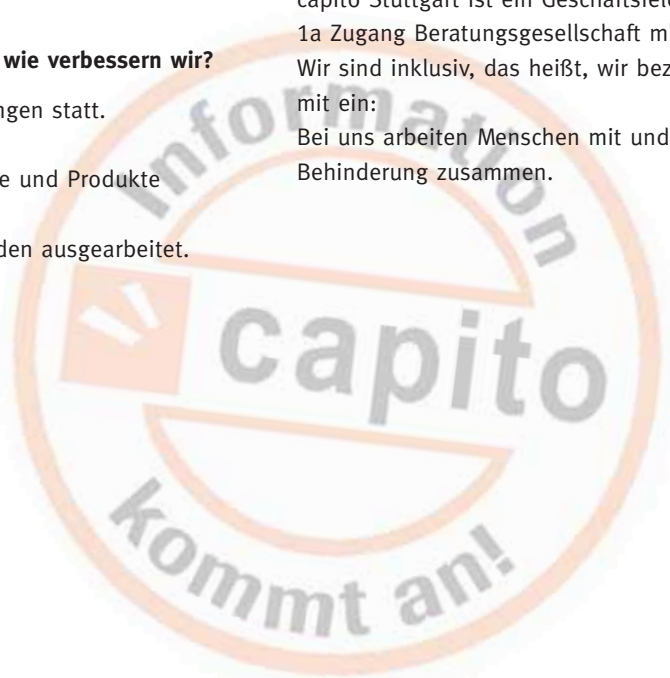 wie verbessern wir?
ngen statt.
e und Produkte
den ausgearbeitet.
capito Stuttgart ist ein Geschäftsfeld
1a Zugang Beratungsgesellschaft m
Wir sind inklusiv, das heißt, wir bez
mit ein:
Bei uns arbeiten Menschen mit und
Behinderung zusammen.
Information
capito
kommt an!